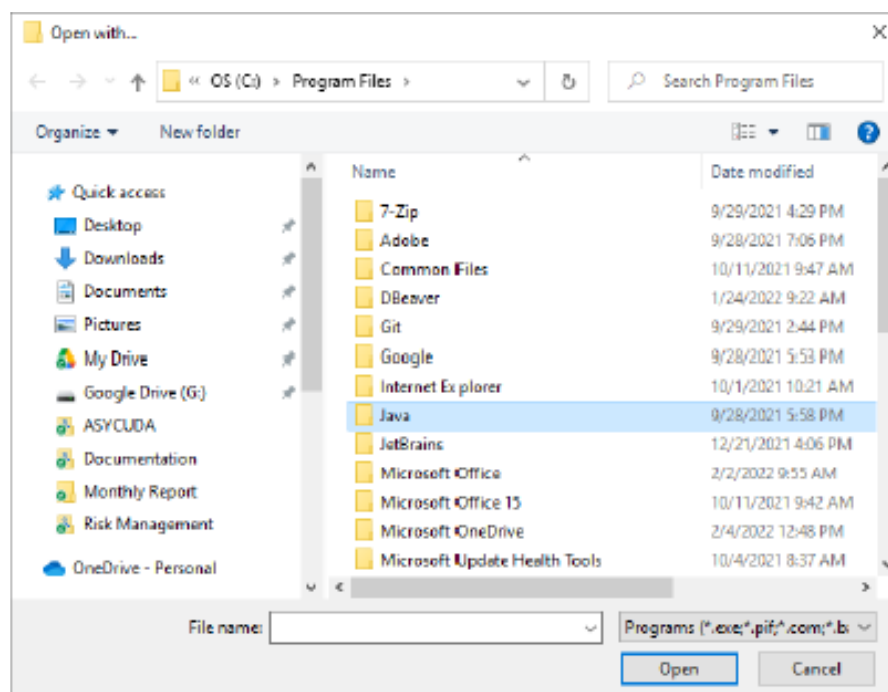 Open with...
« OS (C:) > Program Files >
Search Program Files
Organize
New folder
Name
Date modified
Quick access
Desktop
Downloads
Documents
Pictures
My Drive
Google Drive (G:)
ASYCUDA
Documentation
Monthly Report
Risk Management
OneDrive - Personal
7-Zip 9/29/2021 4:29 PM
Adobe 9/28/2021 7:06 PM
Common Files 10/11/2021 9:47 AM
DBeaver 1/24/2022 9:22 AM
Git 9/29/2021 2:44 PM
Google 9/28/2021 5:53 PM
Internet Explorer 10/1/2021 10:21 AM
Java 9/28/2021 5:58 PM
JetBrains 12/21/2021 4:06 PM
Microsoft Office 2/2/2022 9:55 AM
Microsoft Office 15 10/11/2021 9:42 AM
Microsoft OneDrive 2/4/2022 12:48 PM
Microsoft Update Health Tools 10/4/2021 8:37 AM
File name:
Programs (*.exe;*.pif;*.com;*.b
Open
Cancel